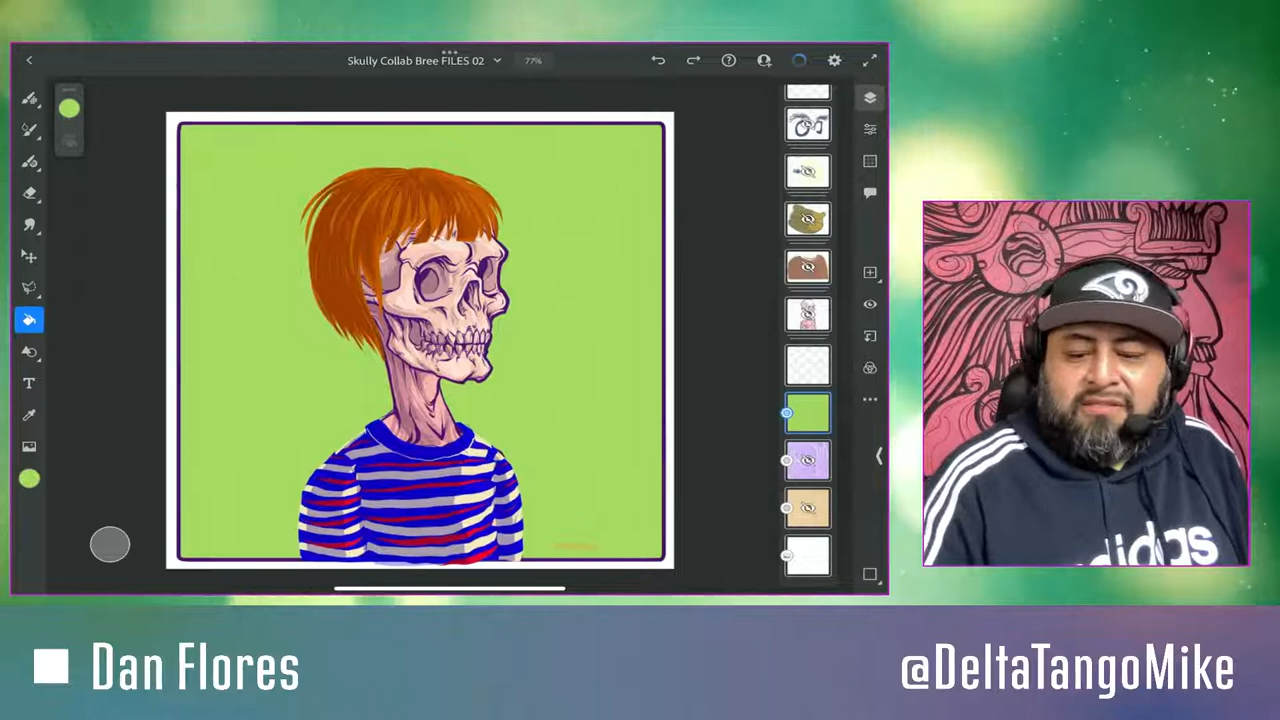 Skully Collab Bree FILES 02
77%
T
adidas
Dan Flores
@DeltaTangoMike